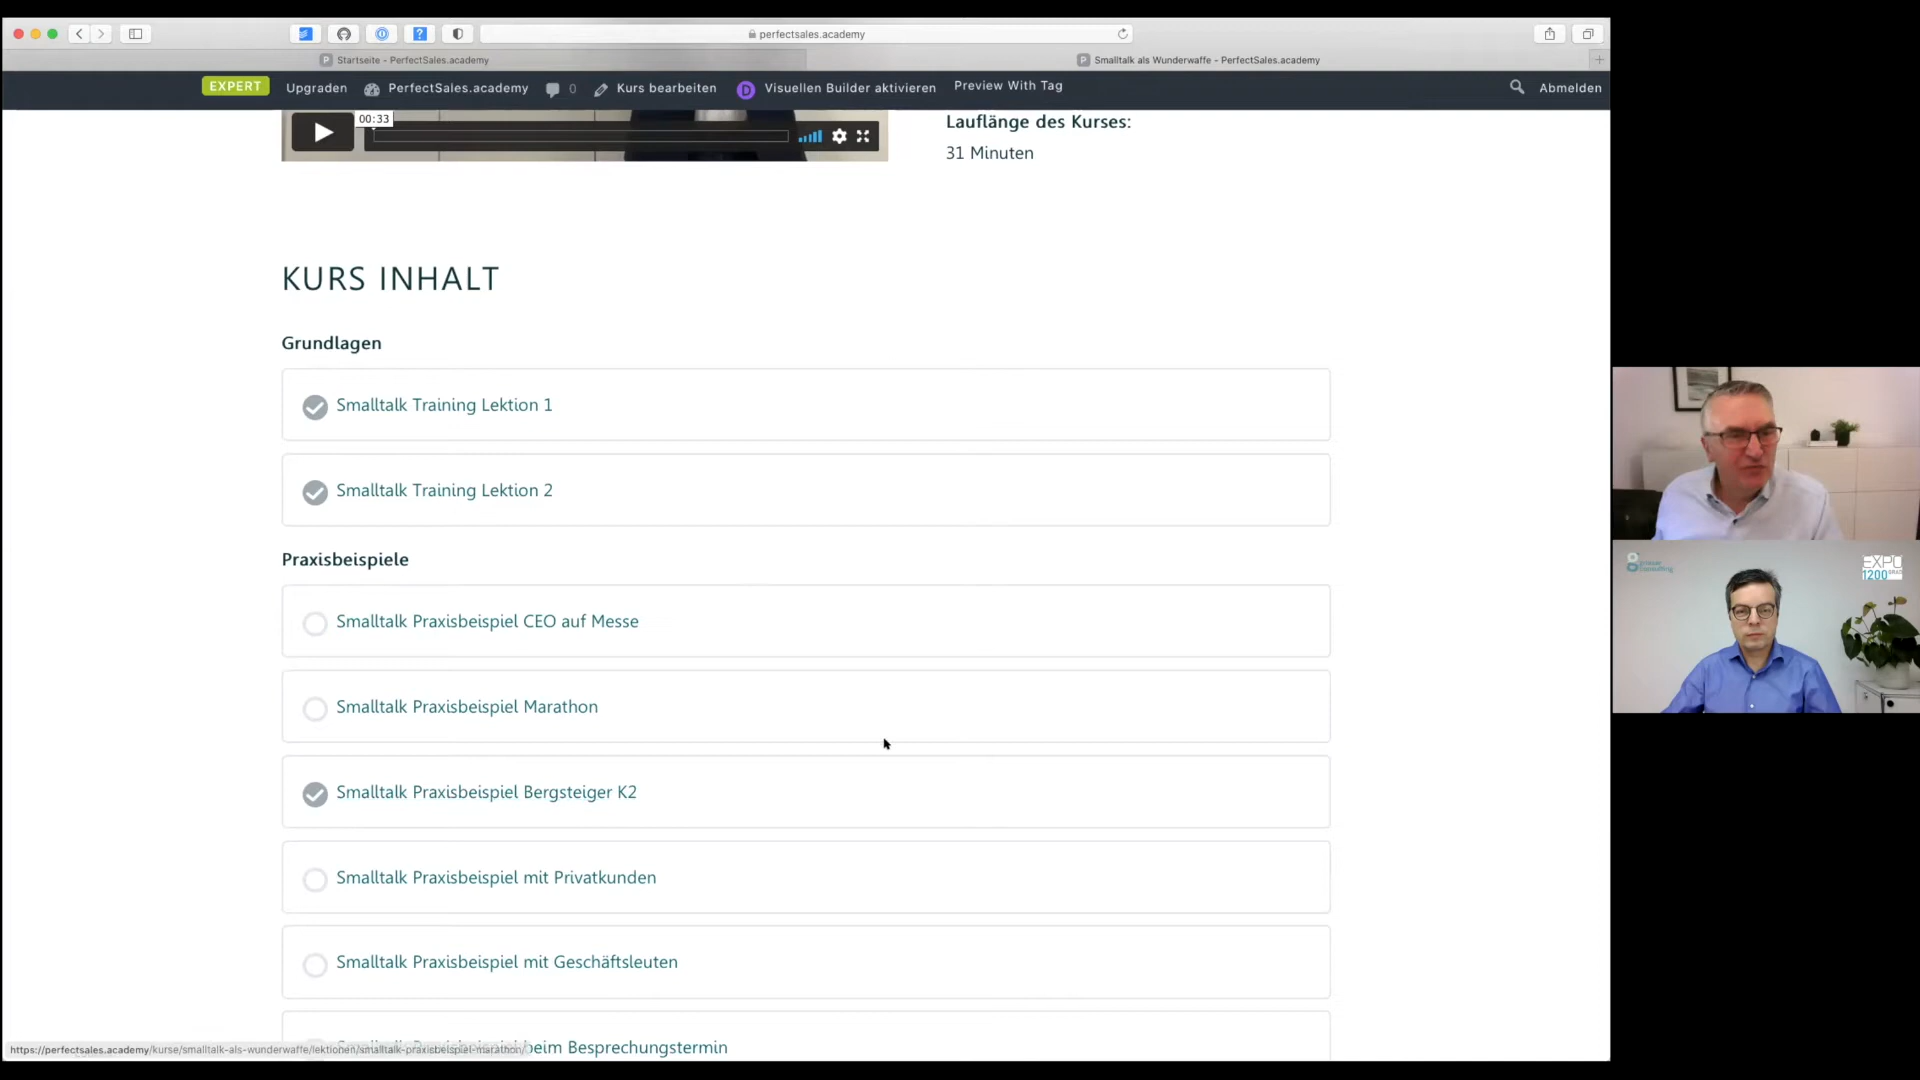 perfectsales.academy
Startseite - PerfectSales.academy
Smalltalk als Wunderwaffe - PerfectSales.academy
EXPERT Upgraden PerfectSales.academy 0 Kurs bearbeiten Visuellen Builder aktivieren Preview With Tag Abmelden
00:33
Lauflänge des Kurses:
31 Minuten
KURS INHALT
Grundlagen
Smalltalk Training Lektion 1
Smalltalk Training Lektion 2
Praxisbeispiele
Smalltalk Praxisbeispiel CEO auf Messe
Smalltalk Praxisbeispiel Marathon
Smalltalk Praxisbeispiel Bergsteiger K2
Smalltalk Praxisbeispiel mit Privatkunden
Smalltalk Praxisbeispiel mit Geschäftsleuten
beim Besprechungstermin
https://perfectsales.academy/kurse/smalltalk-als-wunderwaffe/lektionen/smalltalk-praxisbeispiel-marathon/
consulting
EXPO
1200 GRAD